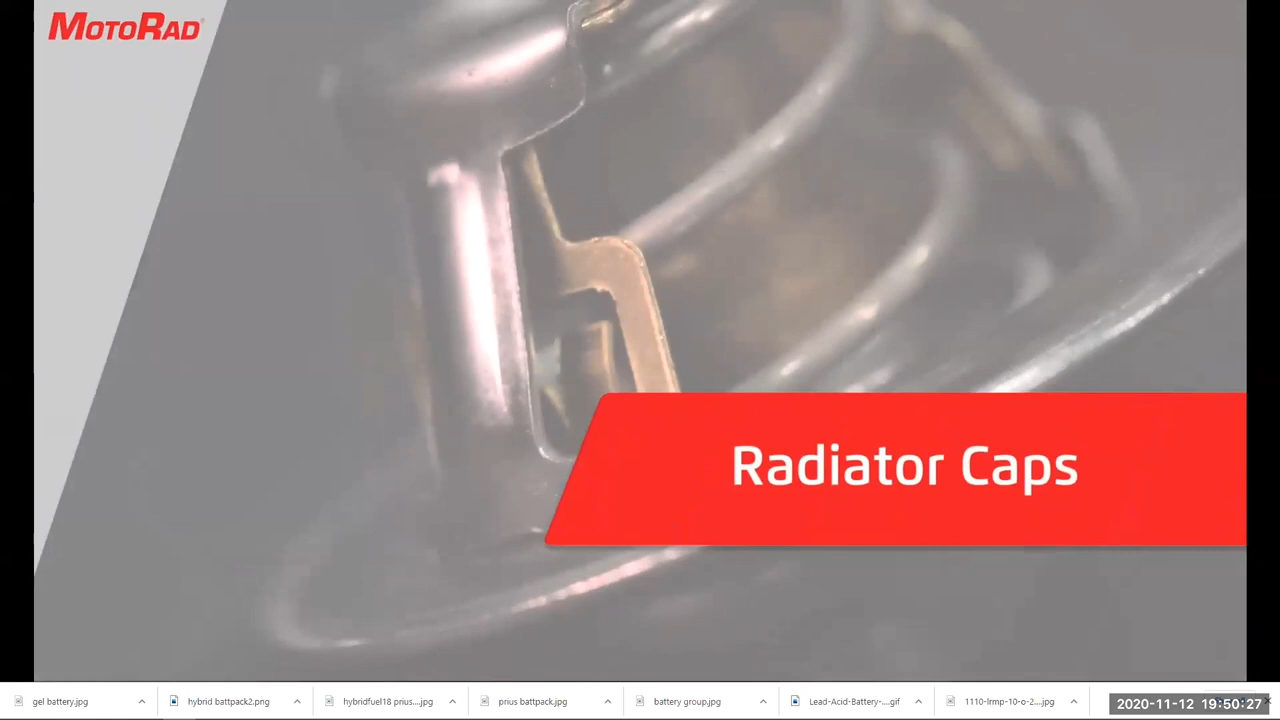 MOTORAD
Radiator Caps
gel battery.jpg
hybrid battpack2.png
hybridfuel18 prius....jpg
prius battpack.jpg
battery group.jpg
Lead-Acid-Battery-....gif
1110-lrmp-10-o-2....jpg
2020-11-12 19:50:27